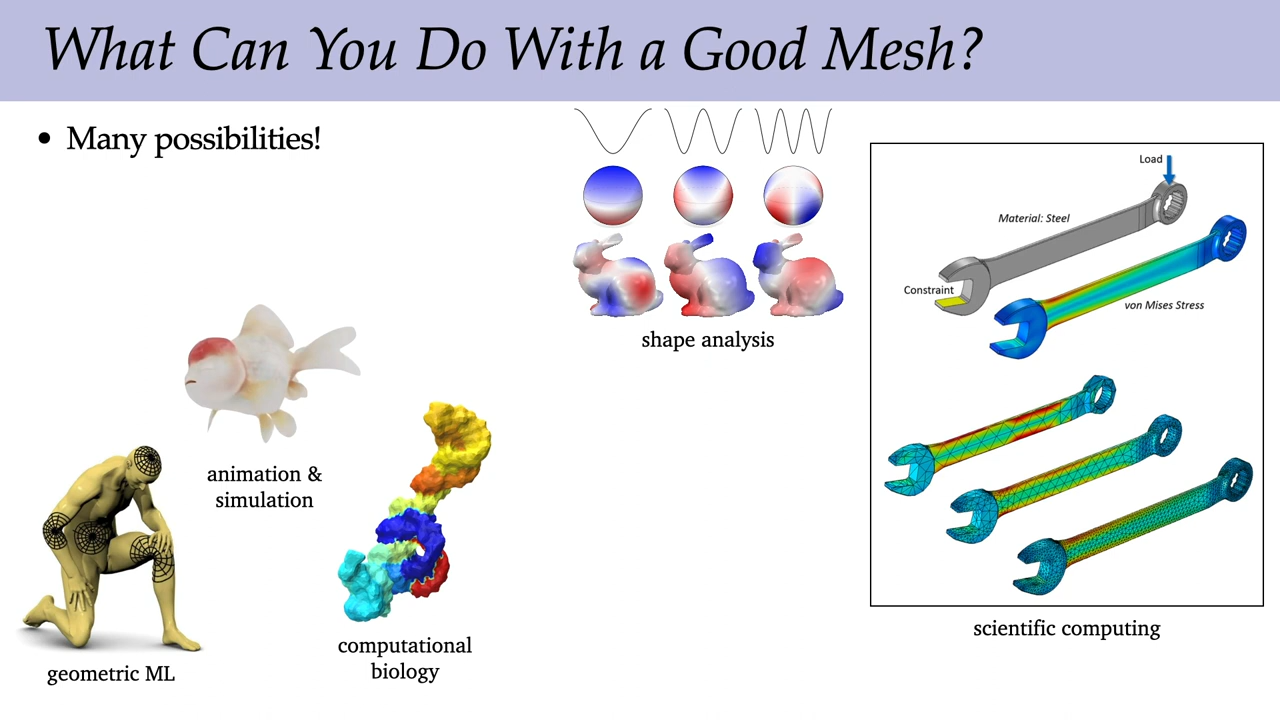 What Can You Do With a Good Mesh?
• Many possibilities!
shape analysis
Load
Material: Steel
Constraint
von Mises Stress
scientific computing
animation &
simulation
computational
biology
geometric ML